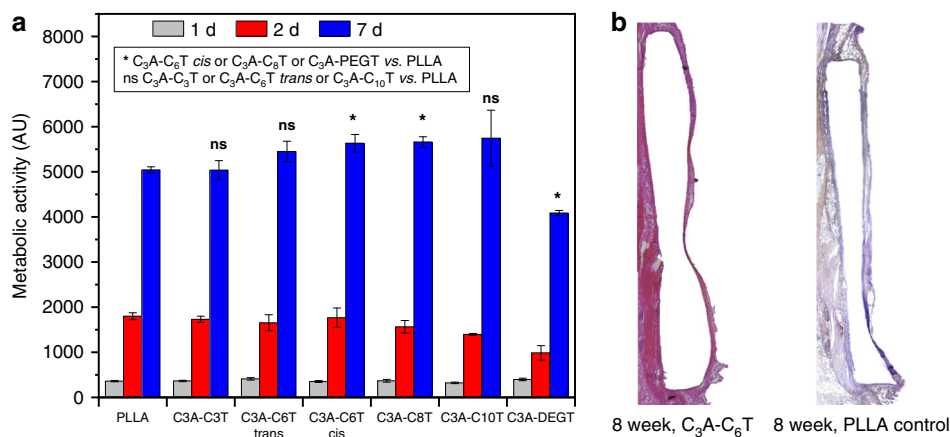 a
1 d 2 d 7 d
* C₃A-C₆T cis or C₃A-C₈T or C₃A-PEGT vs. PLLA
ns C₃A-C₃T or C₃A-C₆T trans or C₃A-C₁₀T vs. PLLA
Metabolic activity (AU)
8000
7000
6000
5000
4000
3000
2000
1000
0
ns
ns
*
*
ns
*
PLLA C3A-C3T C3A-C6T trans C3A-C6T cis C3A-C8T C3A-C10T C3A-DEGT
b
8 week, C₃A-C₆T
8 week, PLLA control